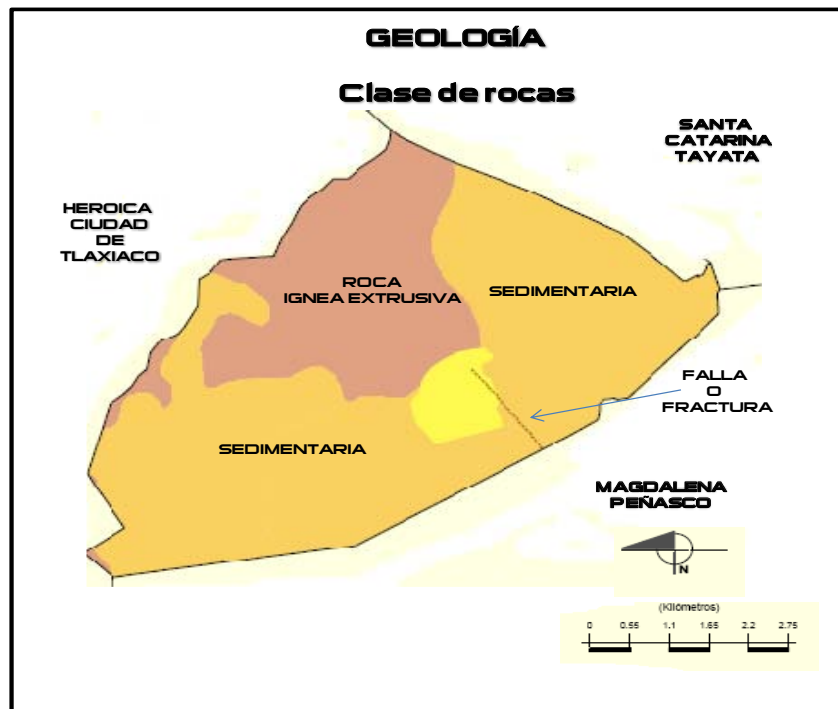 GEOLOGÍA
Clase de rocas
SANTA
CATARINA
TAYATA
HEROICA
CIUDAD
DE
TLAXIACO
ROCA
IGNEA EXTRUSIVA
SEDIMENTARIA
FALLA
O
FRACTURA
SEDIMENTARIA
MAGDALENA
PEÑASCO
N
(Kilómetros)
0 0.55 1.1 1.65 2.2 2.75